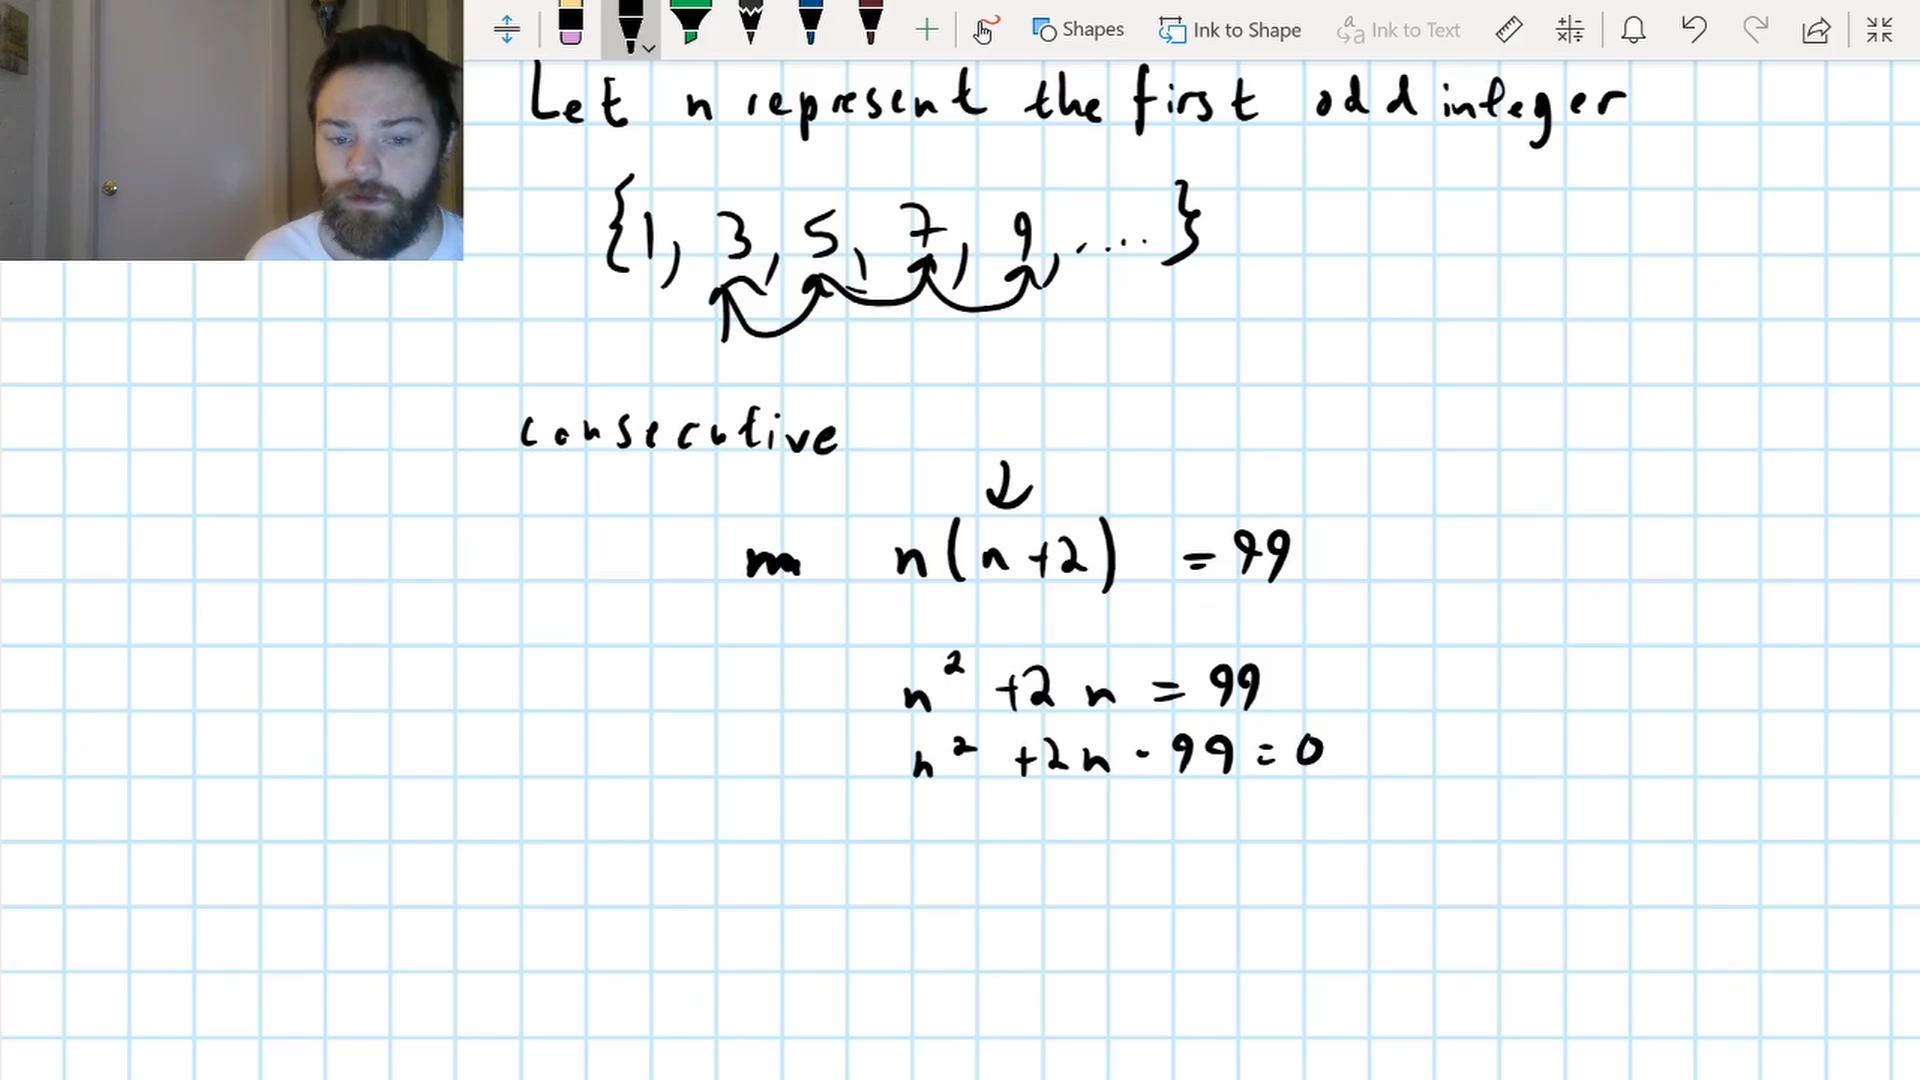 Shapes Ink to Shape Ink to Text
Let n represent the first odd integer
{1, 3, 5, 7, 9, ....}
consecutive
n(n+2) = 99
n² +2n = 99
n² +2n - 99 = 0